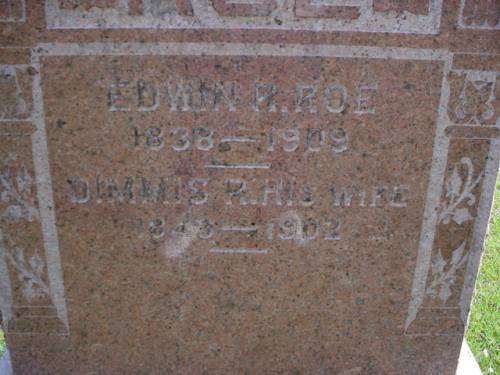 EDWIN R. ROE
1838—1909
DIMMIS R. HIS WIFE
1843—1902